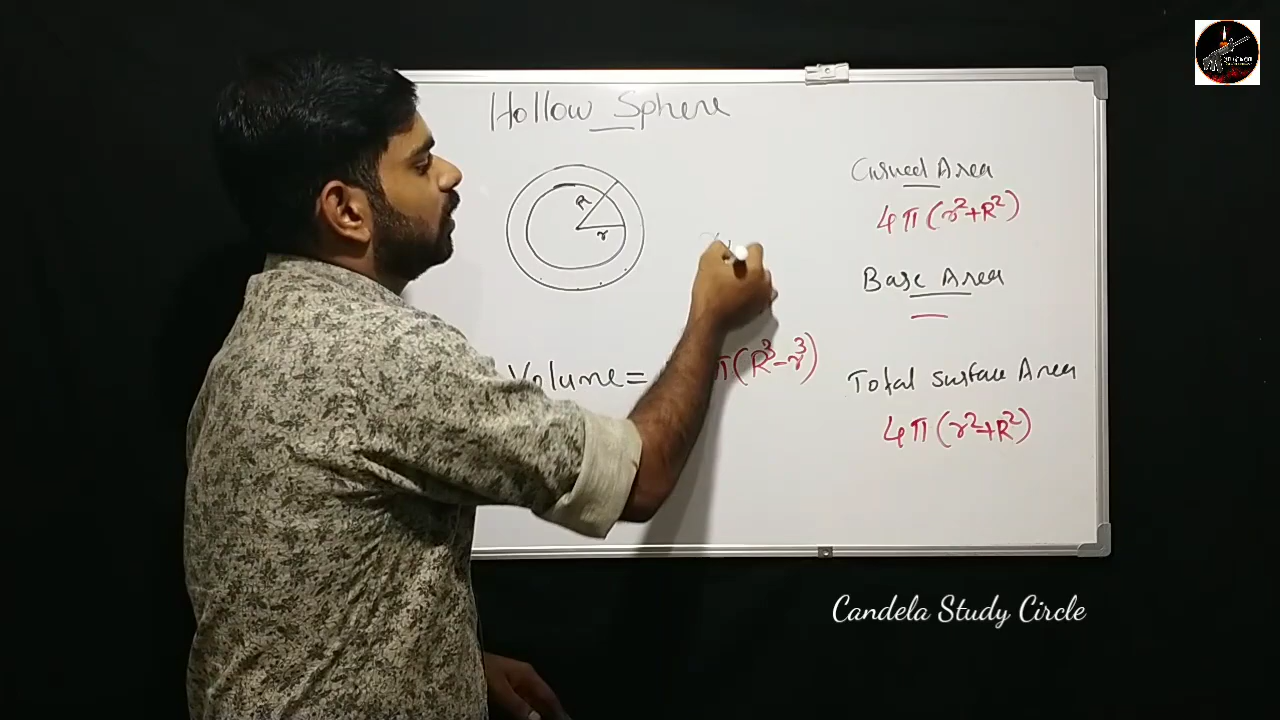 Hollow Sphere
R
r
Volume = π(R³-r³)
Curved Area
4π(r²+R²)
Base Area
Total Surface Area
4π(r²+R²)
Candela Study Circle